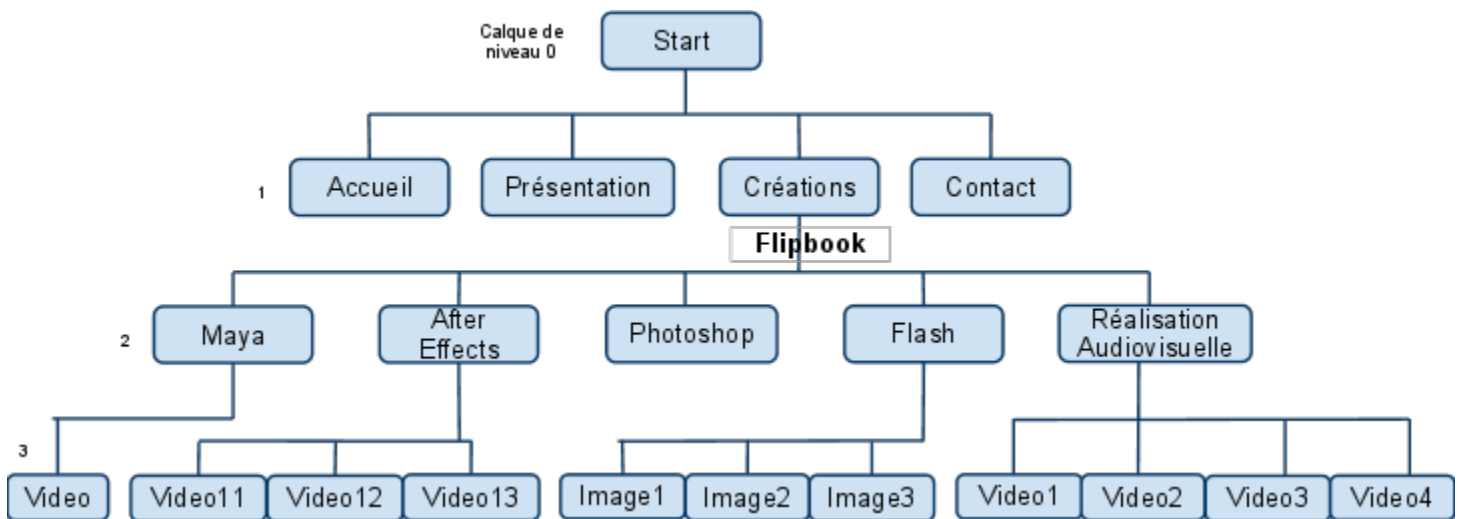 Calque de
niveau 0
Start
1
Accueil
Présentation
Créations
Contact
Flipbook
2
Maya
After
Effects
Photoshop
Flash
Réalisation
Audiovisuelle
3
Video
Video11
Video12
Video13
Image1
Image2
Image3
Video1
Video2
Video3
Video4